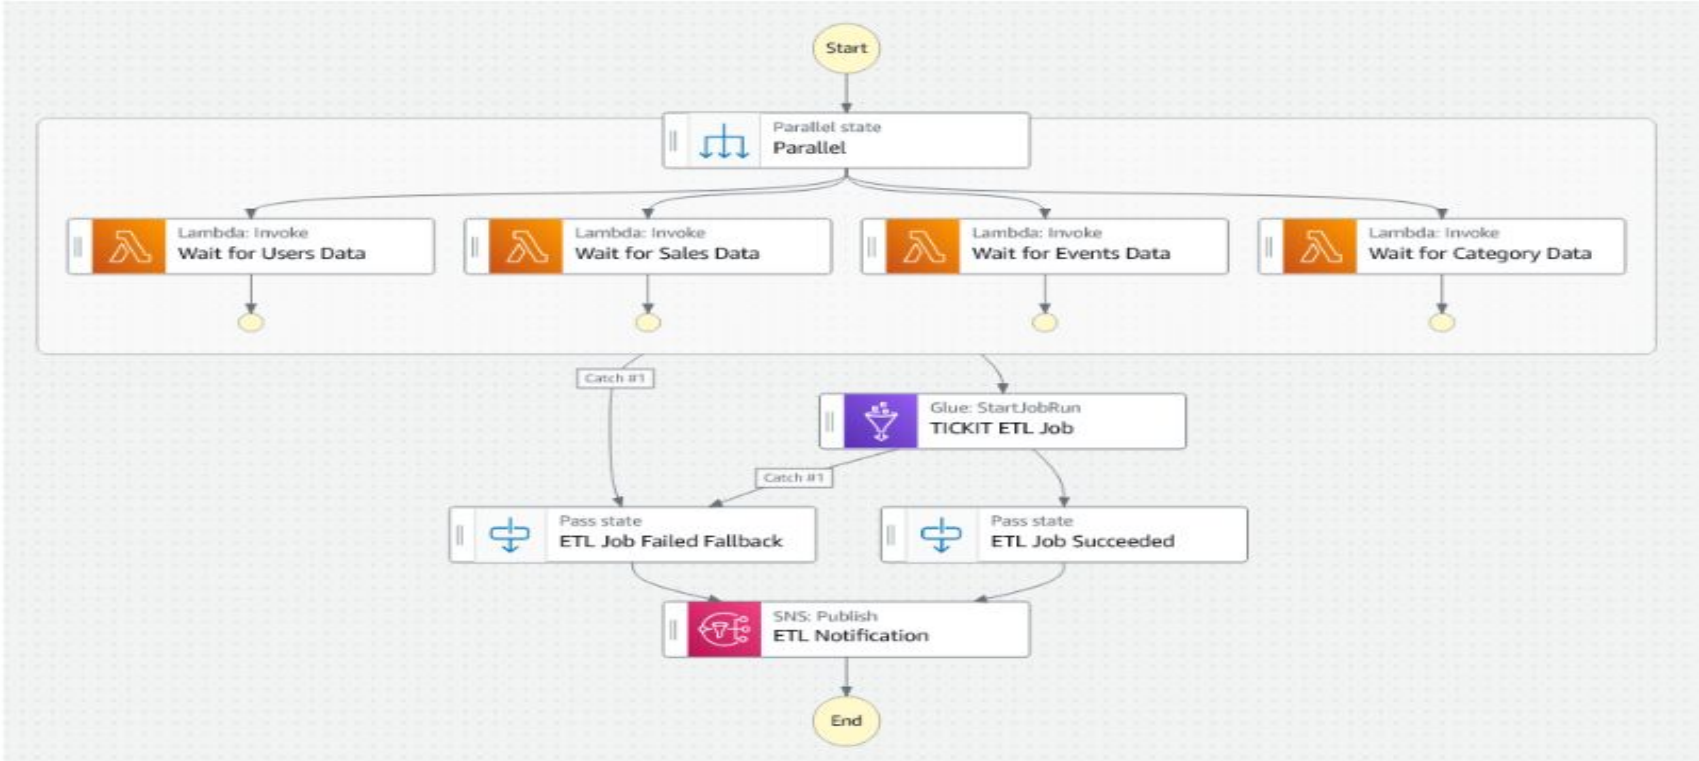 Start
Parallel state
Parallel
Lambda: Invoke
Wait for Users Data
Lambda: Invoke
Wait for Sales Data
Lambda: Invoke
Wait for Events Data
Lambda: Invoke
Wait for Category Data
Catch #1
Glue: StartJobRun
TICKIT ETL Job
Catch #1
Pass state
ETL Job Failed Fallback
Pass state
ETL Job Succeeded
SNS: Publish
ETL Notification
End